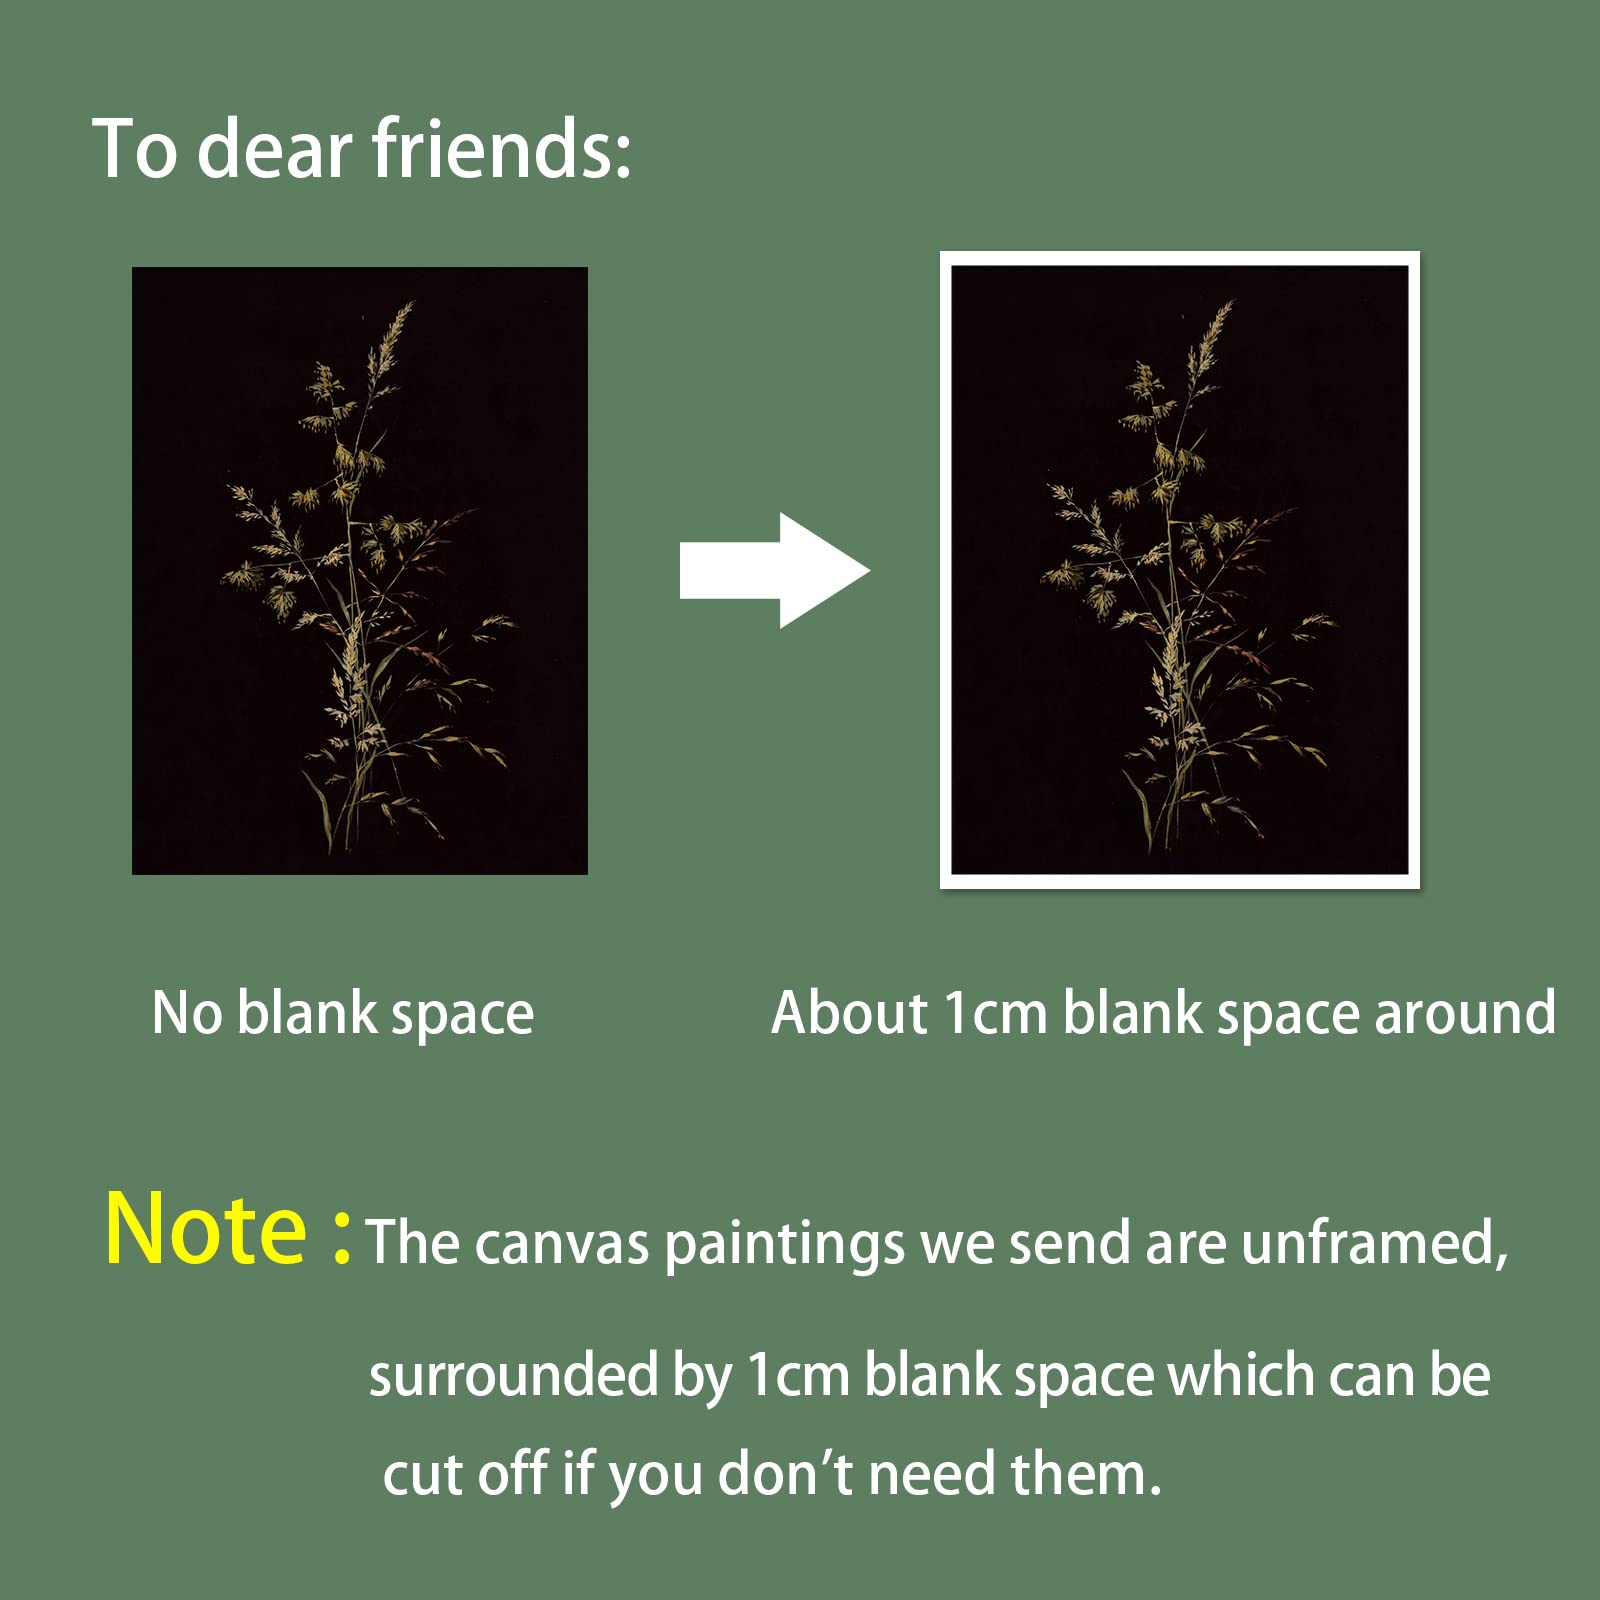 To dear friends:
No blank space
About 1cm blank space around
Note : The canvas paintings we send are unframed,
surrounded by 1cm blank space which can be
cut off if you don’t need them.